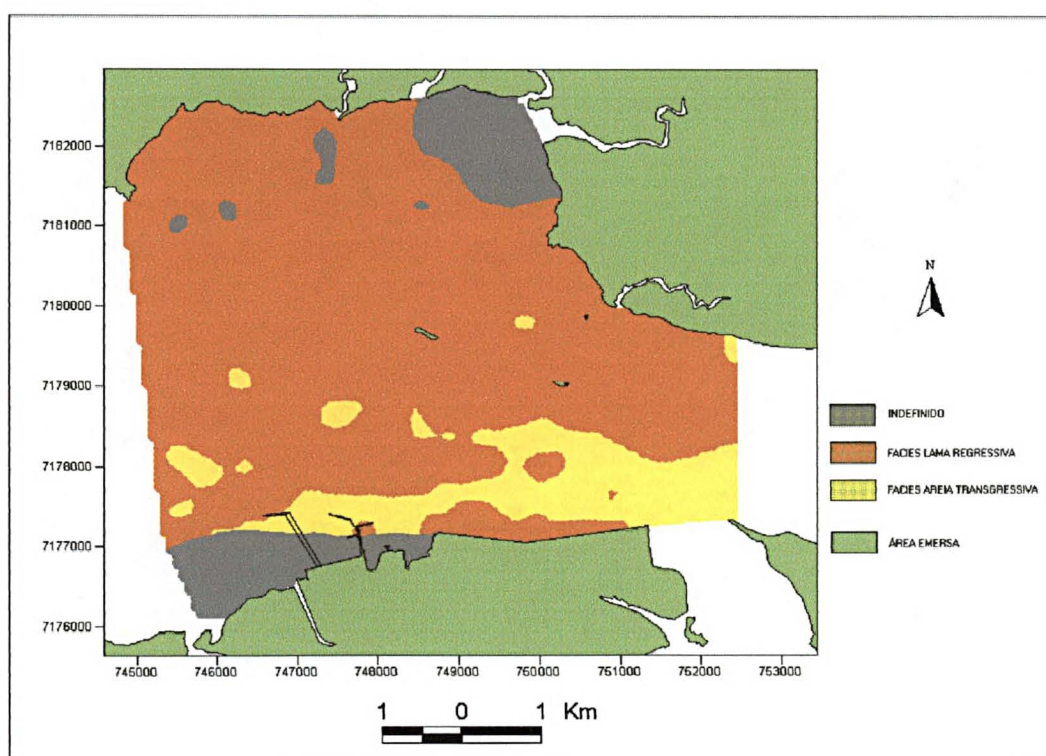 7182000
7181000
7180000
7179000
7178000
7177000
7176000
745000 746000 747000 748000 749000 750000 751000 752000 753000
N
INDEFINIDO
FACIES LAMA REGRESSIVA
FACIES AREIA TRANSGRESSIVA
ÁREA EMERSA
1 0 1 Km